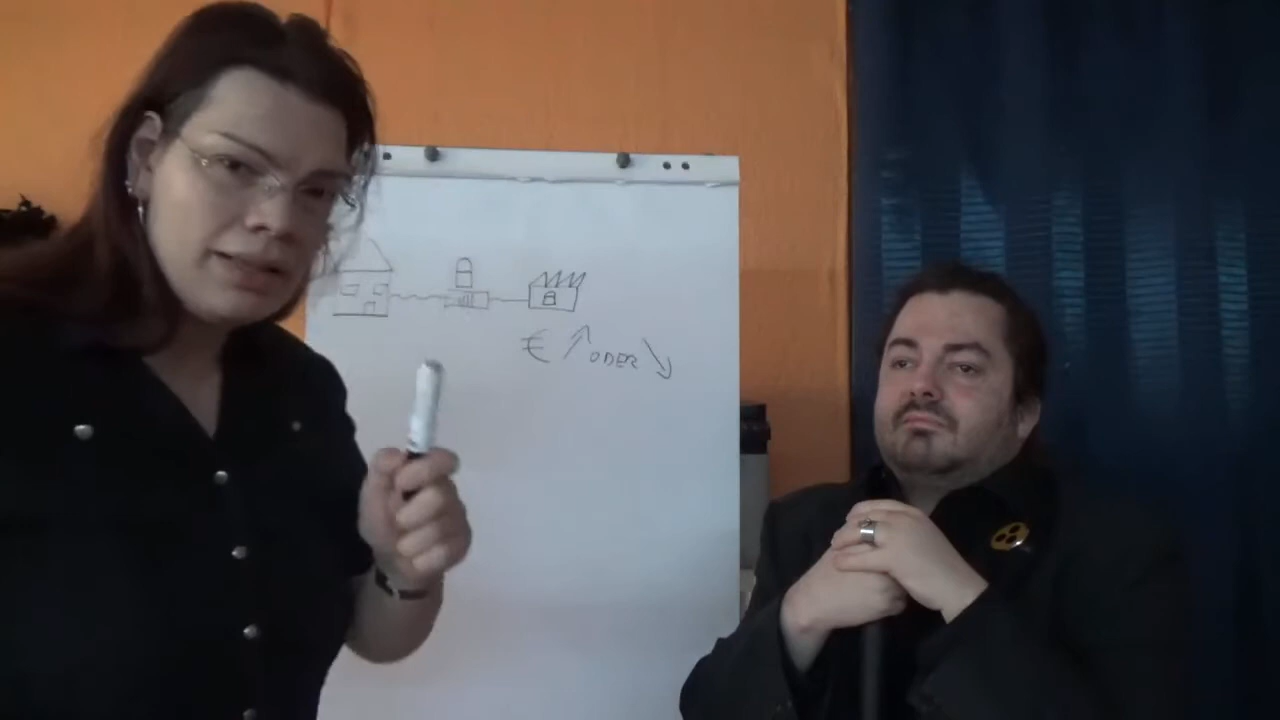 € ↗ ODER ↘